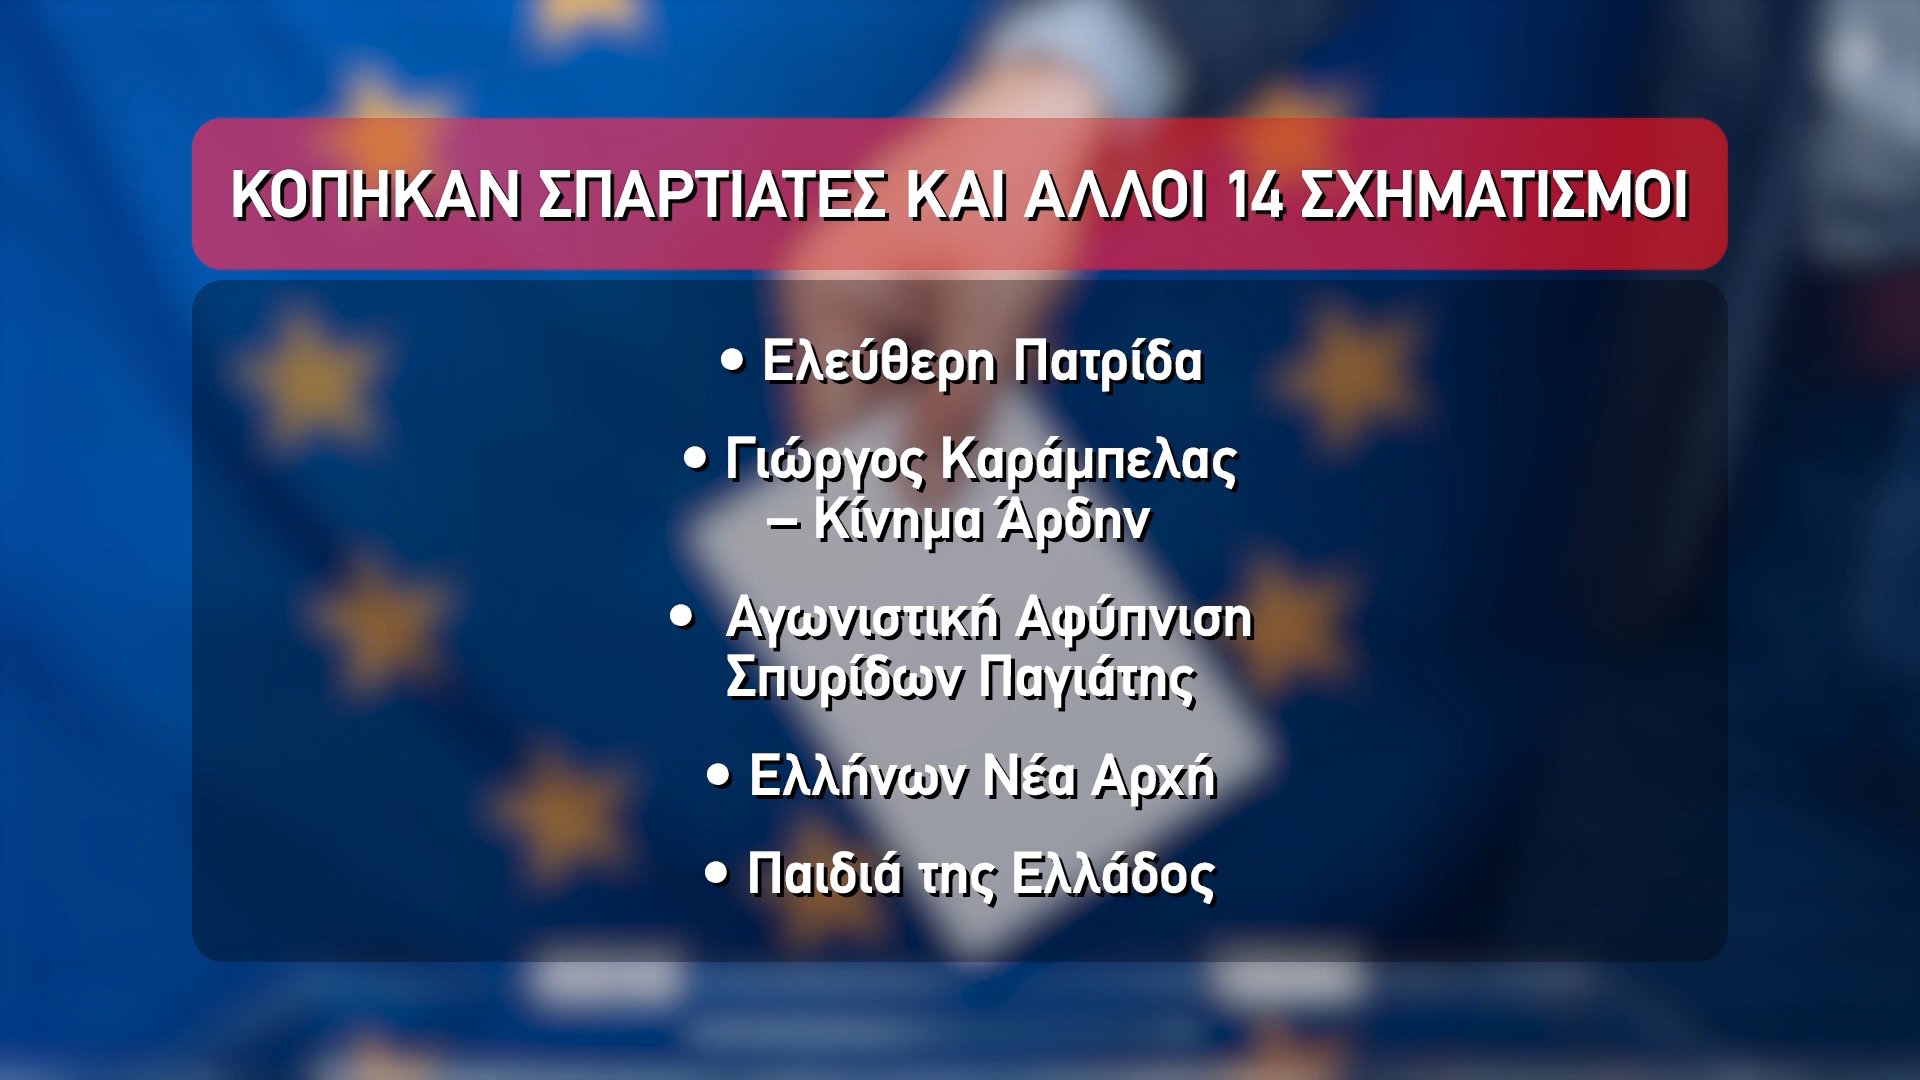 ΚΟΠΗΚΑΝ ΣΠΑΡΤΙΑΤΕΣ ΚΑΙ ΑΛΛΟΙ 14 ΣΧΗΜΑΤΙΣΜΟΙ
• Ελεύθερη Πατρίδα
• Γιώργος Καράμπελας
– Κίνημα Άρδην
• Αγωνιστική Αφύπνιση
Σπυρίδων Παγιάτης
• Ελλήνων Νέα Αρχή
• Παιδιά της Ελλάδος